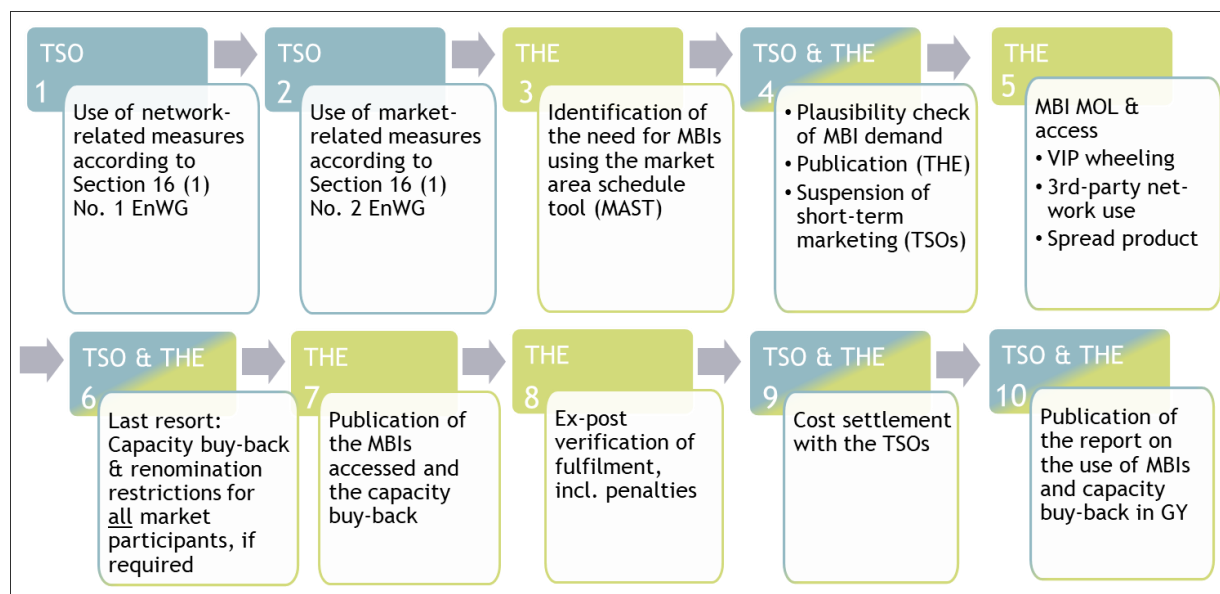 TSO
1
Use of network-
related measures
according to
Section 16 (1)
No. 1 EnWG
TSO
2
Use of market-
related measures
according to
Section 16 (1)
No. 2 EnWG
THE
3
Identification of
the need for MBIs
using the market
area schedule
tool (MAST)
TSO & THE
4
• Plausibility check
of MBI demand
• Publication (THE)
• Suspension of
short-term
marketing (TSOs)
THE
5
MBI MOL &
access
• VIP wheeling
• 3rd-party net-
work use
• Spread product
TSO & THE
6
Last resort:
Capacity buy-back
& renomination
restrictions for
all market
participants, if
required
THE
7
Publication of
the MBIs
accessed and
the capacity
buy-back
THE
8
Ex-post
verification of
fulfilment,
incl. penalties
TSO & THE
9
Cost settlement
with the TSOs
TSO & THE
10
Publication of
the report on
the use of MBIs
and capacity
buy-back in GY